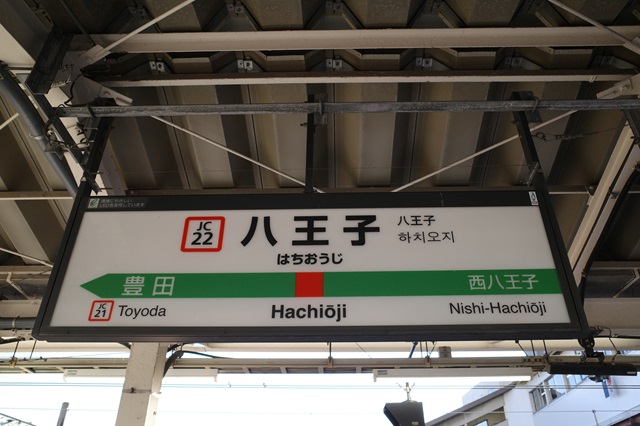 JC
22
八王子
はちおうじ
八王子
하치오지
豊田
西八王子
JC
21
Toyoda
Hachiōji
Nishi-Hachiōji